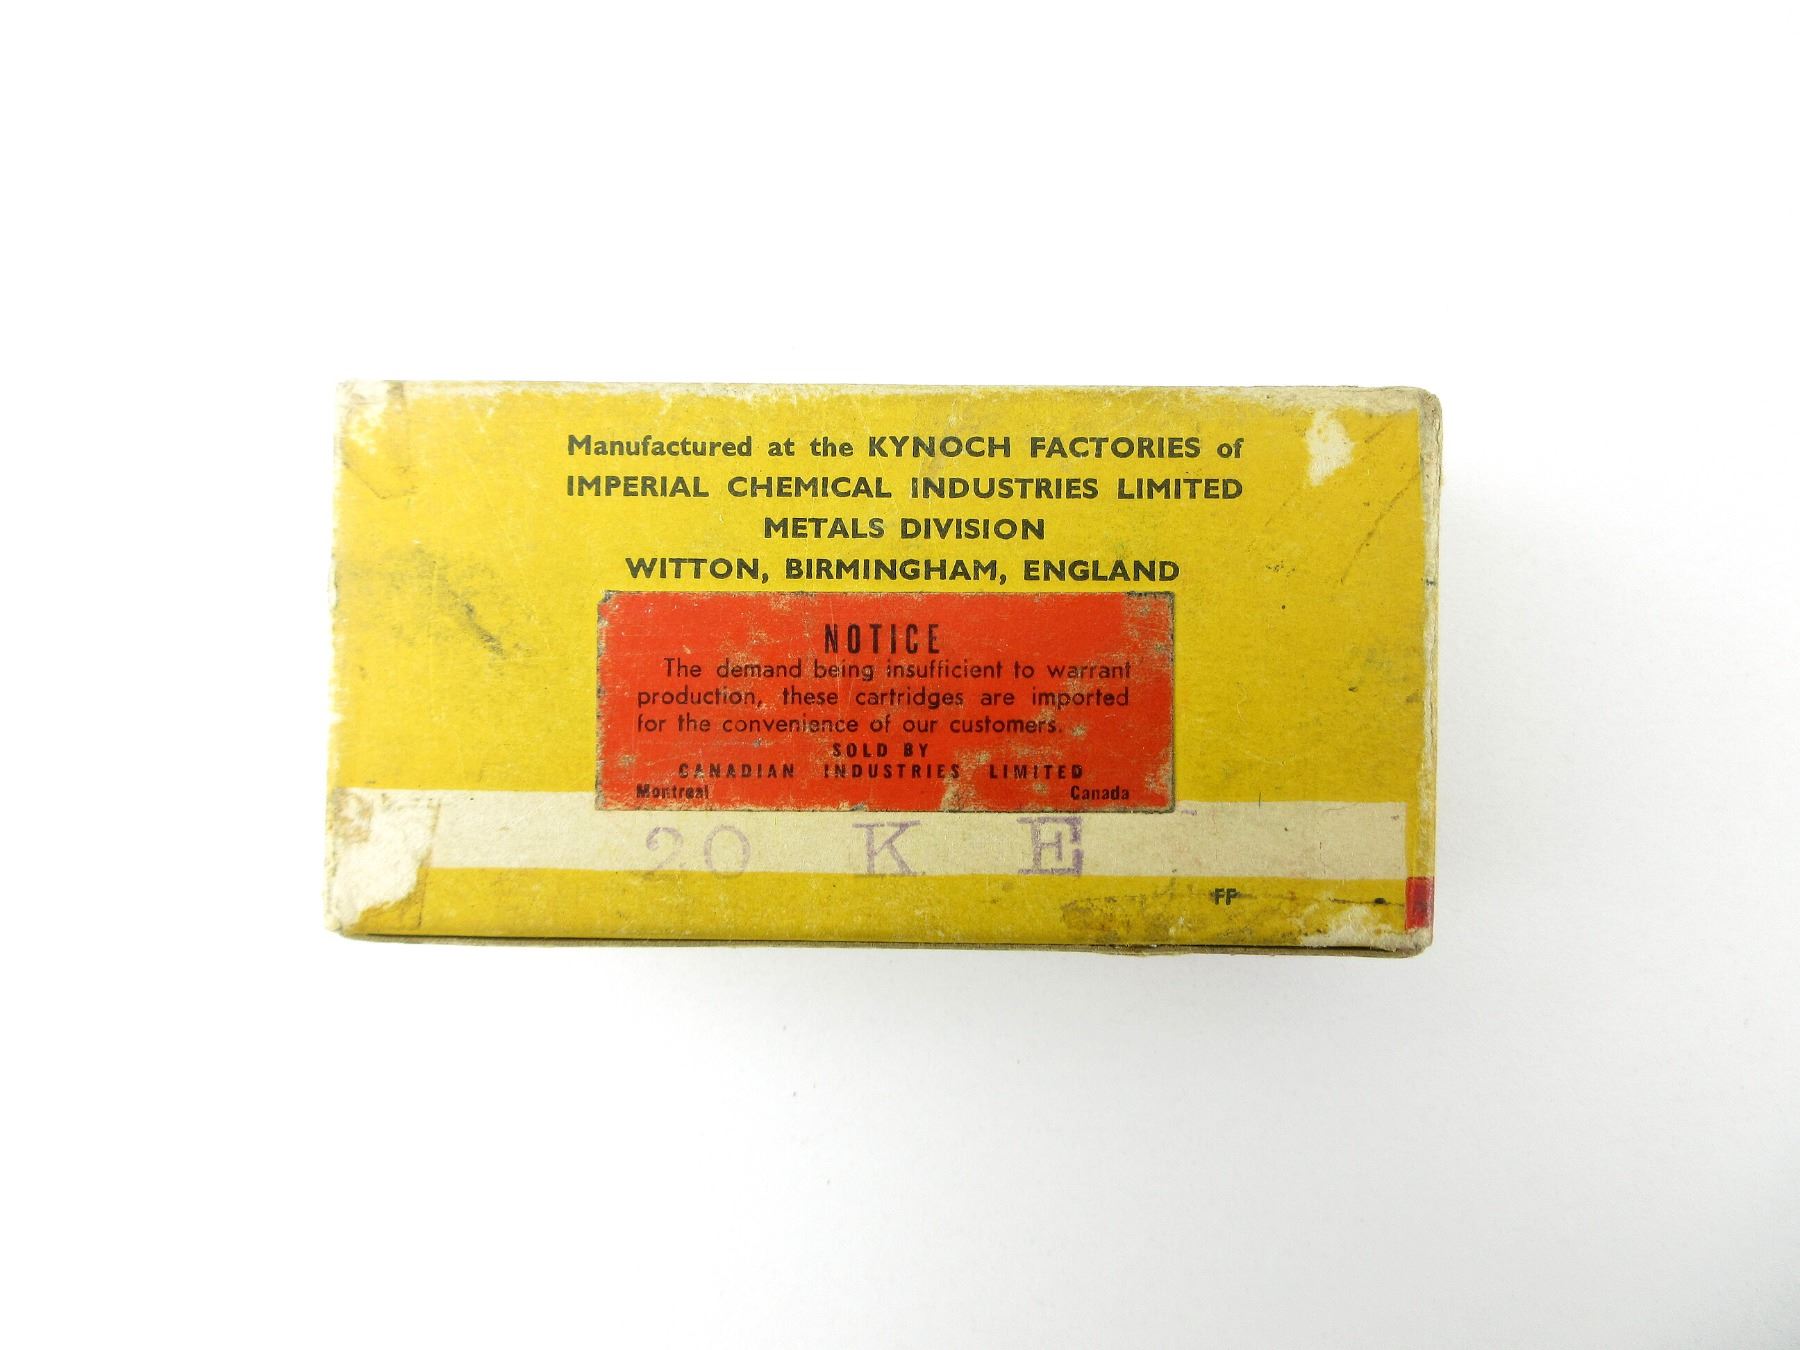 Manufactured at the KYNOCH FACTORIES of
IMPERIAL CHEMICAL INDUSTRIES LIMITED
METALS DIVISION
WITTON, BIRMINGHAM, ENGLAND
NOTICE
The demand being insufficient to warrant
production, these cartridges are imported
for the convenience of our customers.
SOLD BY
CANADIAN INDUSTRIES LIMITED
Montreal Canada
20 K E
FP